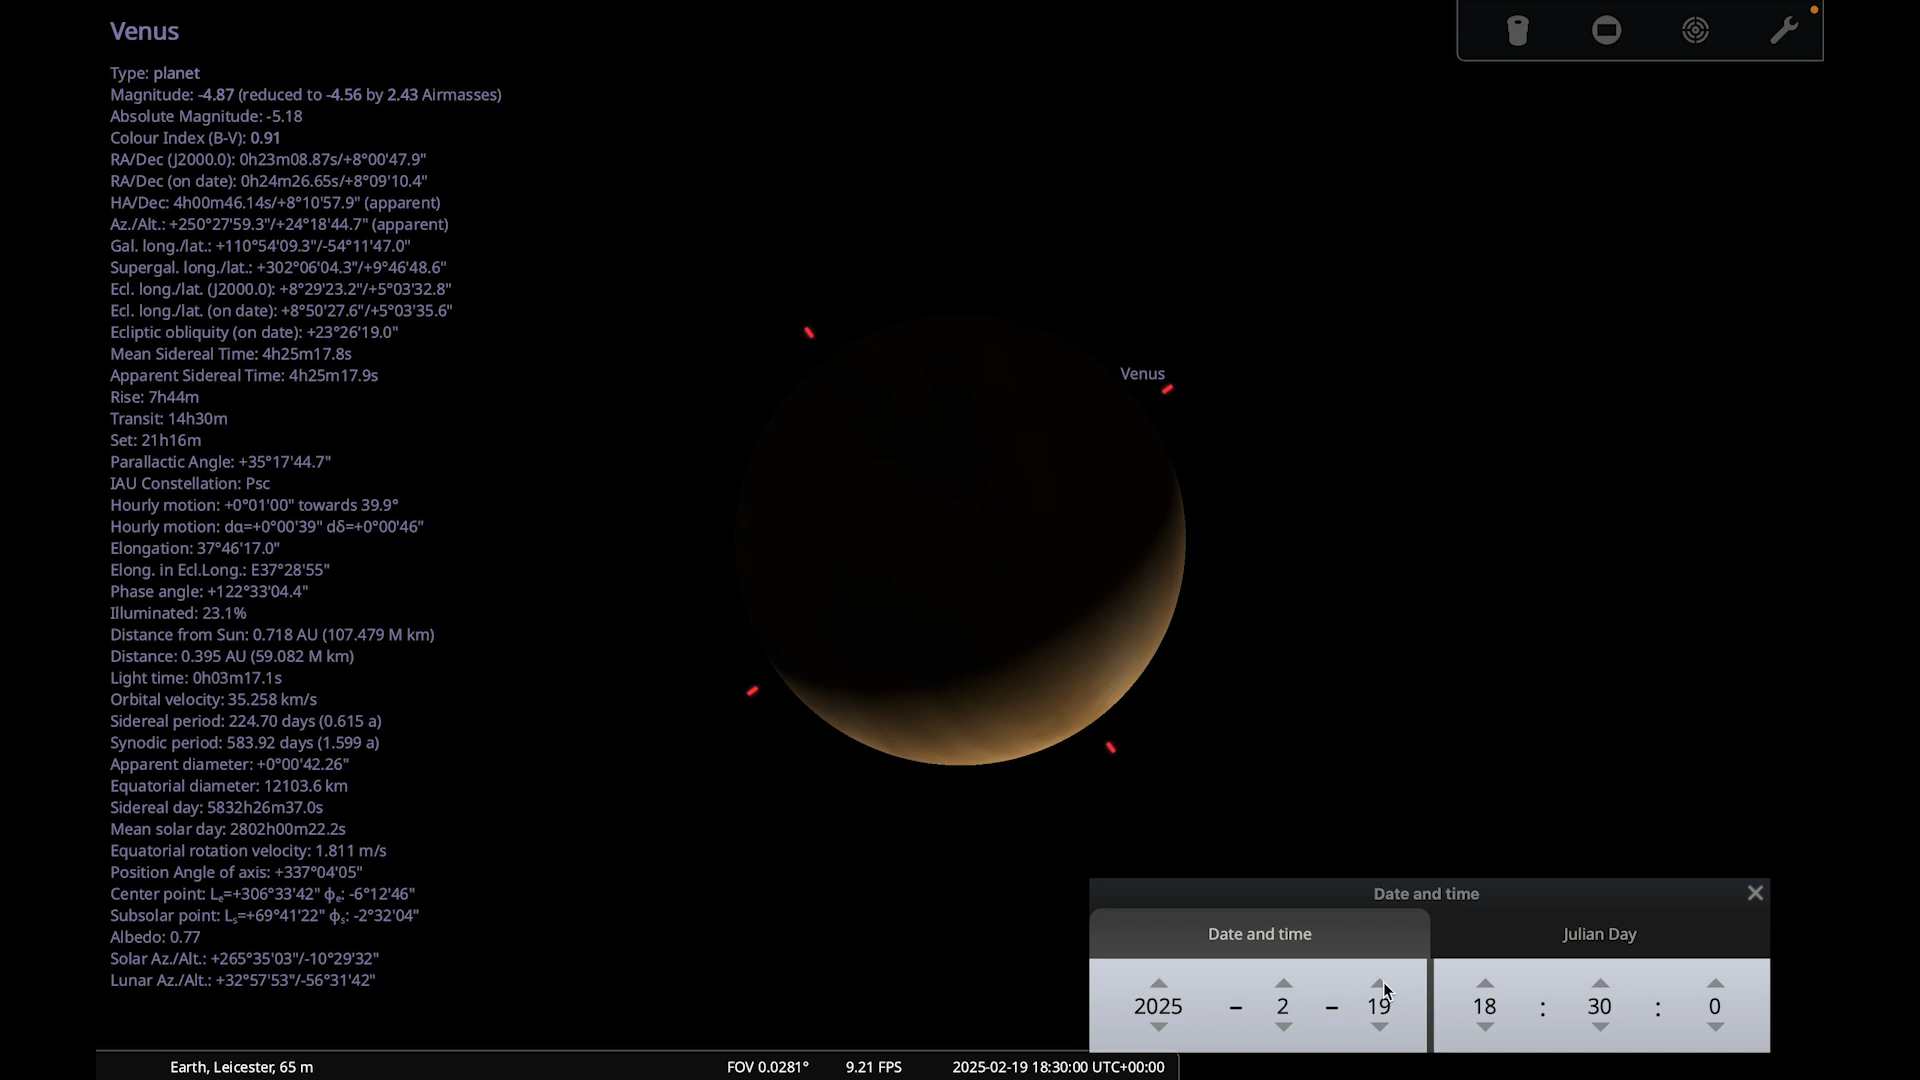 Venus
Type: planet
Magnitude: -4.87 (reduced to -4.56 by 2.43 Airmasses)
Absolute Magnitude: -5.18
Colour Index (B-V): 0.91
RA/Dec (J2000.0): 0h23m08.87s/+8°00'47.9"
RA/Dec (on date): 0h24m26.65s/+8°09'10.4"
HA/Dec: 4h00m46.14s/+8°10'57.9" (apparent)
Az./Alt.: +250°27'59.3"/+24°18'44.7" (apparent)
Gal. long./lat.: +110°54'09.3"/-54°11'47.0"
Supergal. long./lat.: +302°06'04.3"/+9°46'48.6"
Ecl. long./lat. (J2000.0): +8°29'23.2"/+5°03'32.8"
Ecl. long./lat. (on date): +8°50'27.6"/+5°03'35.6"
Ecliptic obliquity (on date): +23°26'19.0"
Mean Sidereal Time: 4h25m17.8s
Apparent Sidereal Time: 4h25m17.9s
Rise: 7h44m
Transit: 14h30m
Set: 21h16m
Parallactic Angle: +35°17'44.7"
IAU Constellation: Psc
Hourly motion: +0°01'00" towards 39.9°
Hourly motion: dα=+0°00'39" dδ=+0°00'46"
Elongation: 37°46'17.0"
Elong. in Ecl.Long.: E37°28'55"
Phase angle: +122°33'04.4"
Illuminated: 23.1%
Distance from Sun: 0.718 AU (107.479 M km)
Distance: 0.395 AU (59.082 M km)
Light time: 0h03m17.1s
Orbital velocity: 35.258 km/s
Sidereal period: 224.70 days (0.615 a)
Synodic period: 583.92 days (1.599 a)
Apparent diameter: +0°00'42.26"
Equatorial diameter: 12103.6 km
Sidereal day: 5832h26m37.0s
Mean solar day: 2802h00m22.2s
Equatorial rotation velocity: 1.811 m/s
Position Angle of axis: +337°04'05"
Center point: Lₑ=+306°33'42" φₑ: -6°12'46"
Subsolar point: Lₛ=+69°41'22" φₛ: -2°32'04"
Albedo: 0.77
Solar Az./Alt.: +265°35'03"/-10°29'32"
Lunar Az./Alt.: +32°57'53"/-56°31'42"
Venus
Date and time
Date and time Julian Day
2025 – 2 – 19 18 : 30 : 0
Earth, Leicester, 65 m FOV 0.0281° 9.21 FPS 2025-02-19 18:30:00 UTC+00:00